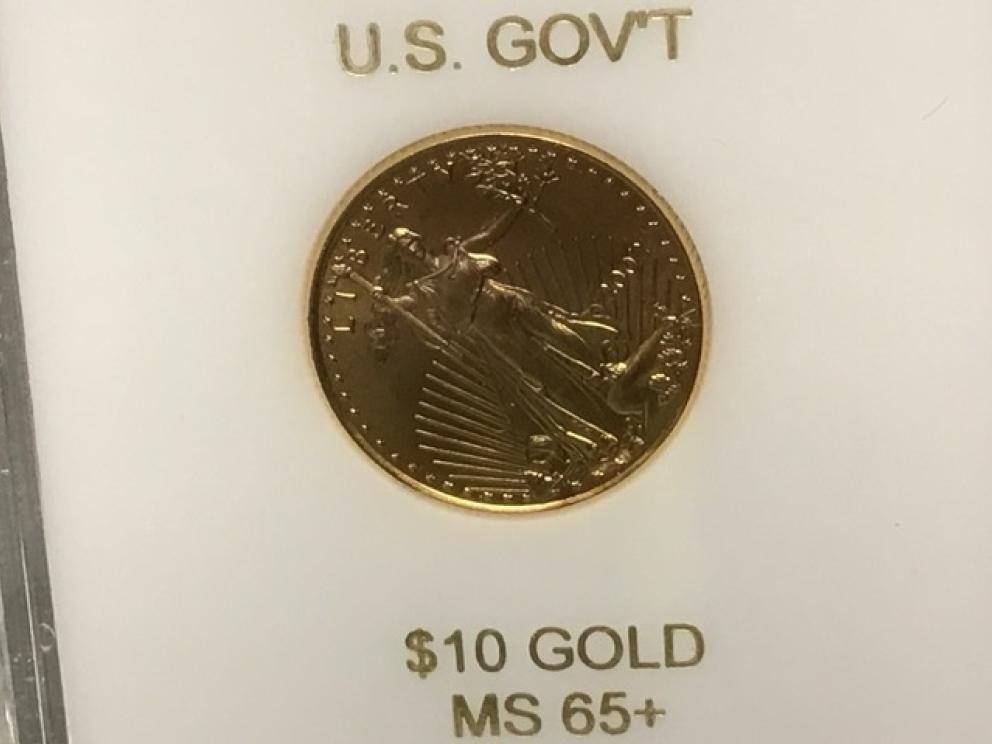 U.S. GOV'T
LIBERTY
$10 GOLD
MS 65+